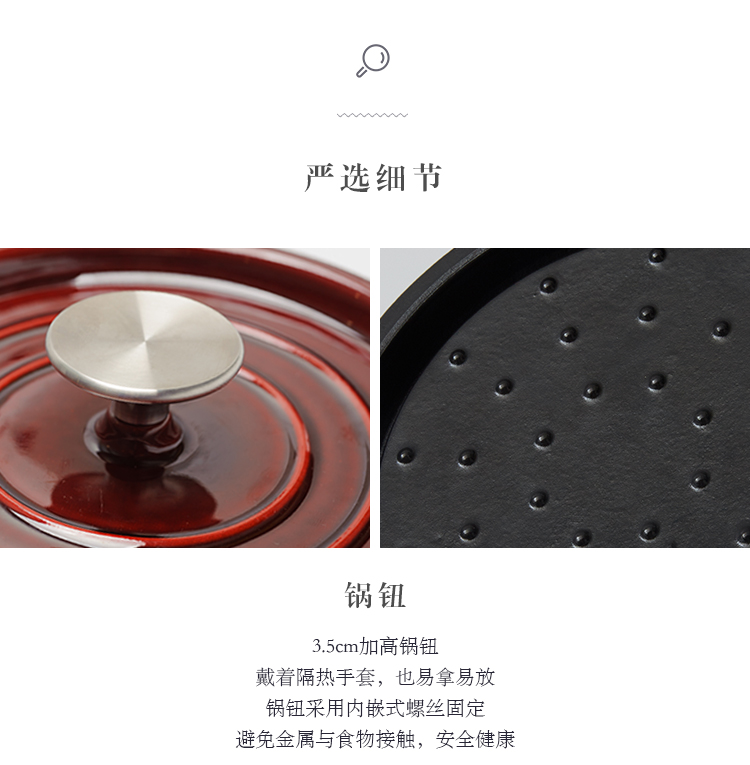 严选细节
锅钮
3.5cm加高锅钮
戴着隔热手套，也易拿易放
锅钮采用内嵌式螺丝固定
避免金属与食物接触，安全健康